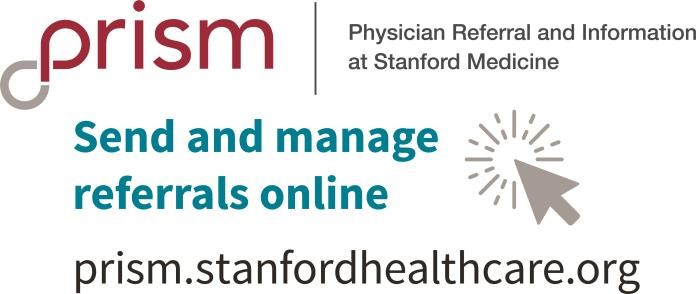 prism
Physician Referral and Information
at Stanford Medicine
Send and manage
referrals online
prism.stanfordhealthcare.org